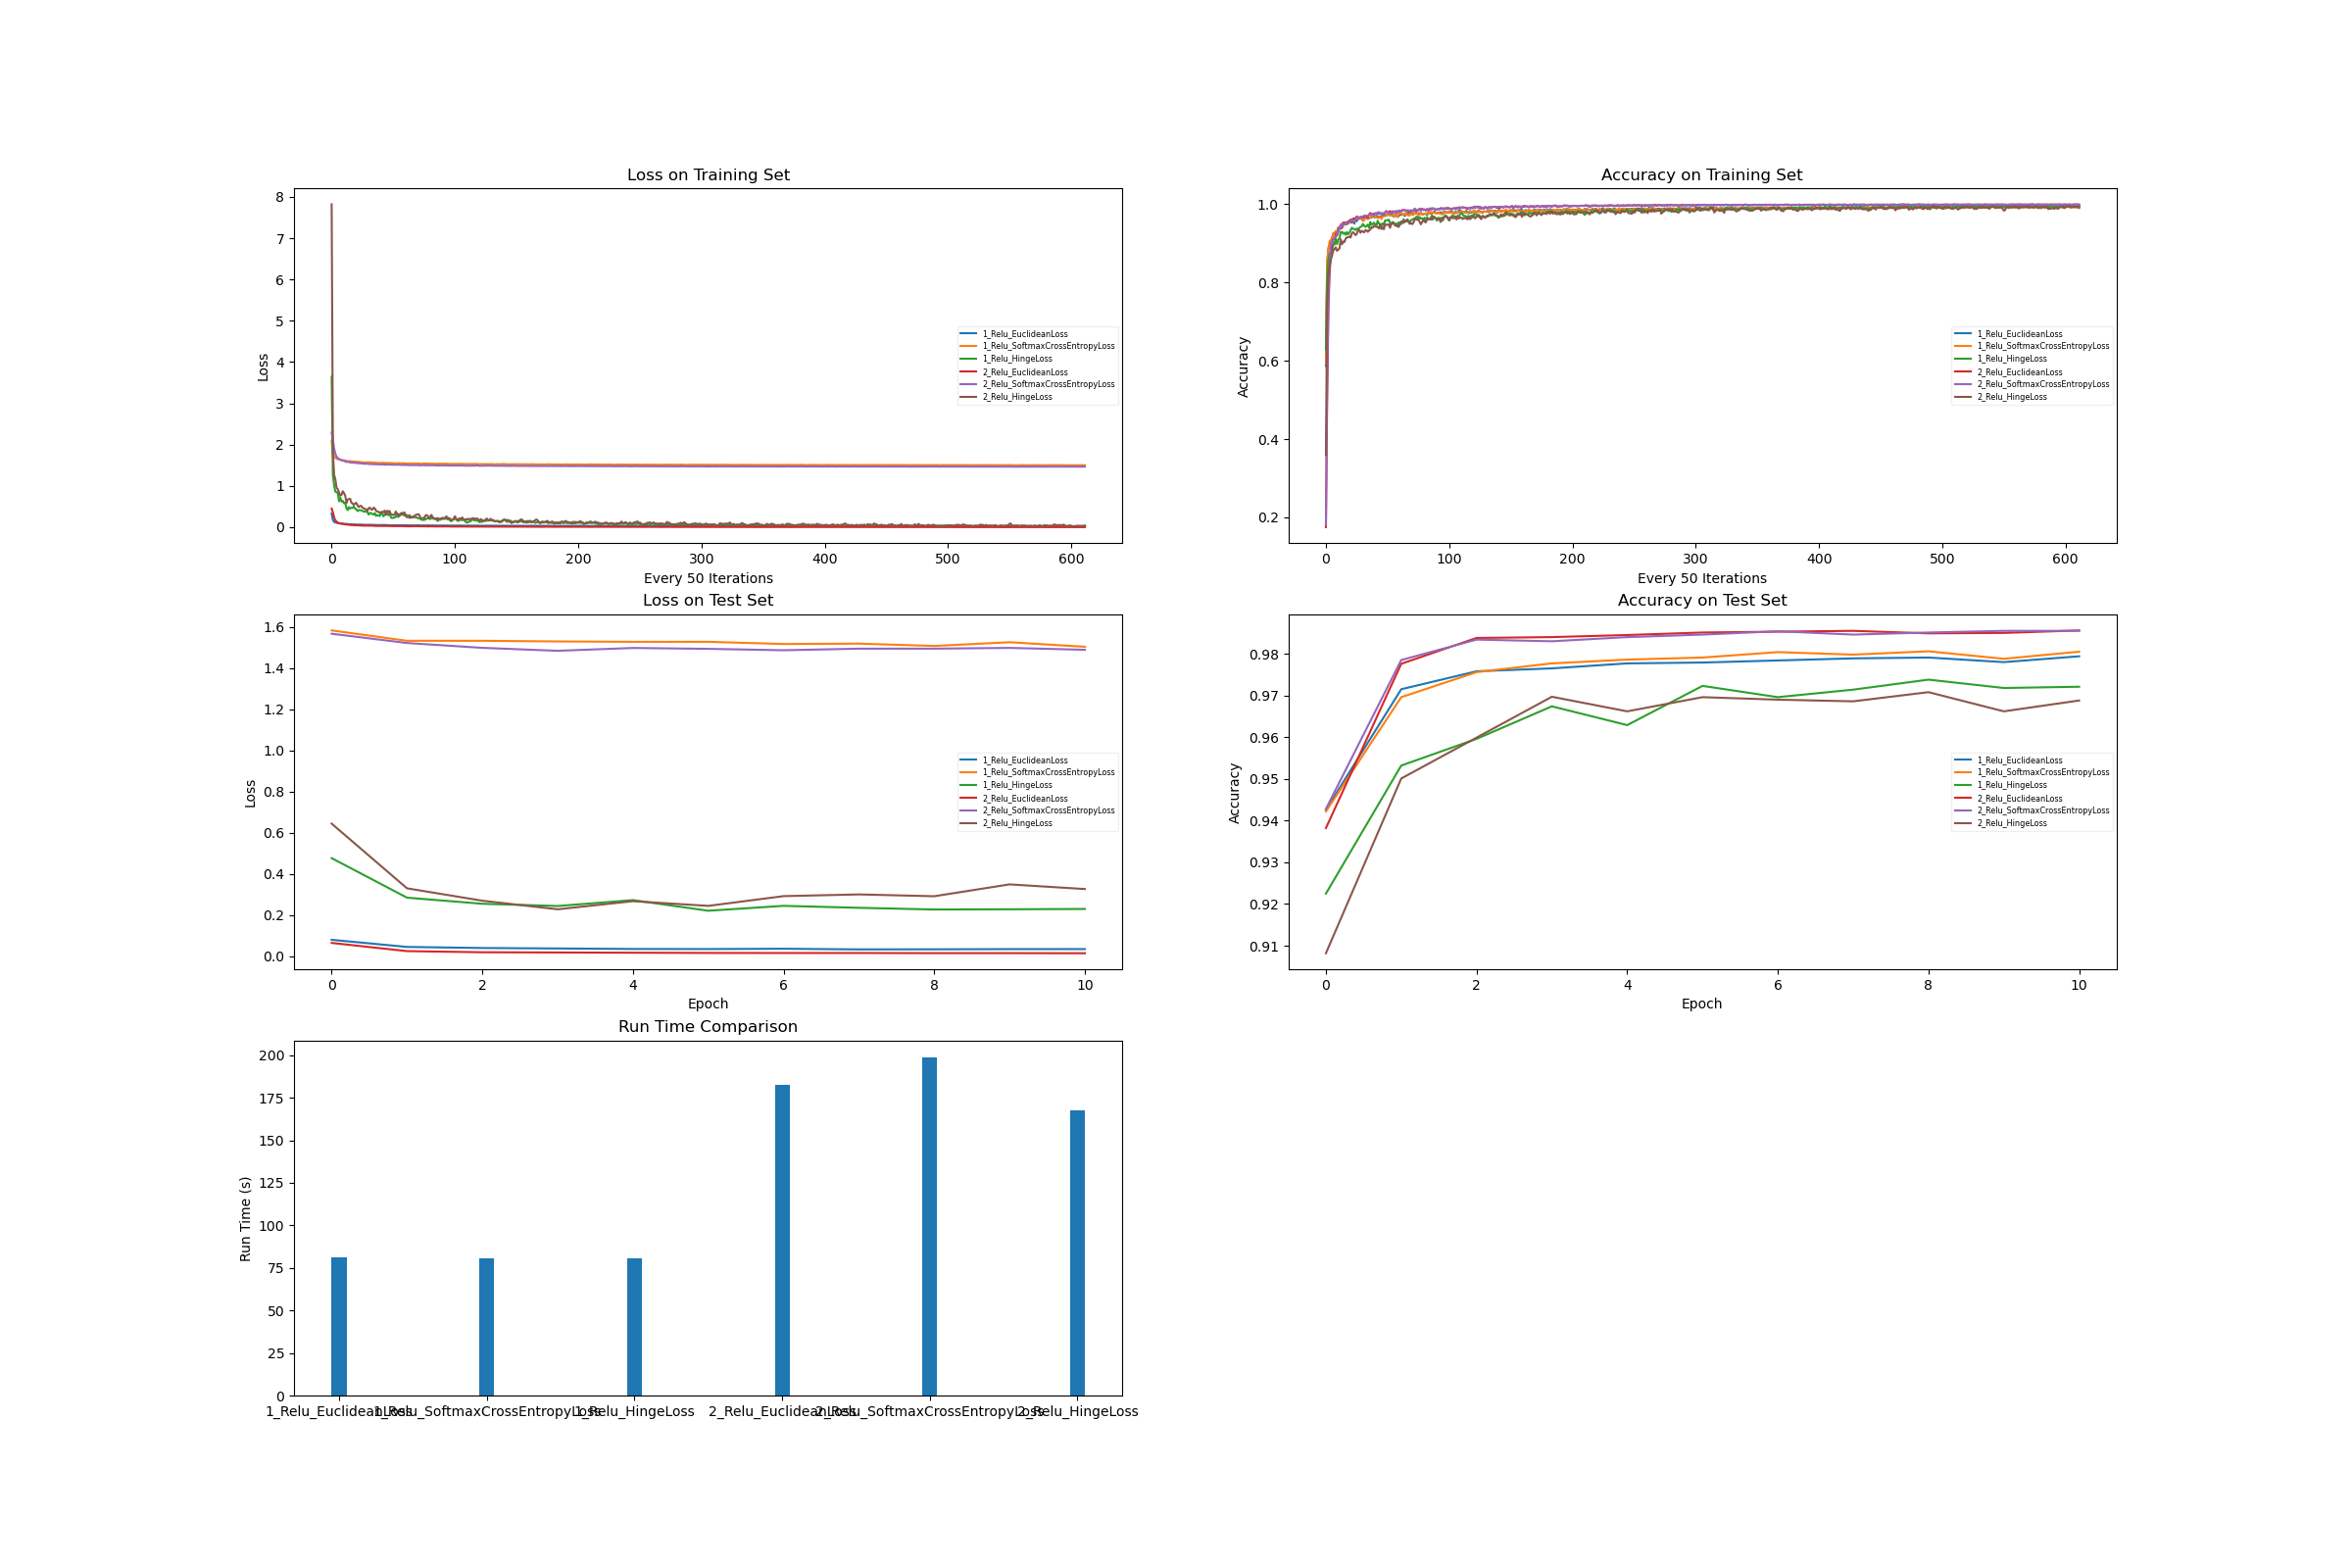 Loss on Training Set
8
7
6
5
4
3
2
1
0
Loss
0 100 200 300 400 500 600
Every 50 Iterations
1_Relu_EuclideanLoss
1_Relu_SoftmaxCrossEntropyLoss
1_Relu_HingeLoss
2_Relu_EuclideanLoss
2_Relu_SoftmaxCrossEntropyLoss
2_Relu_HingeLoss
Accuracy on Training Set
1.0
0.8
0.6
0.4
0.2
Accuracy
0 100 200 300 400 500 600
Every 50 Iterations
1_Relu_EuclideanLoss
1_Relu_SoftmaxCrossEntropyLoss
1_Relu_HingeLoss
2_Relu_EuclideanLoss
2_Relu_SoftmaxCrossEntropyLoss
2_Relu_HingeLoss
Loss on Test Set
1.6
1.4
1.2
1.0
0.8
0.6
0.4
0.2
0.0
Loss
0 2 4 6 8 10
Epoch
1_Relu_EuclideanLoss
1_Relu_SoftmaxCrossEntropyLoss
1_Relu_HingeLoss
2_Relu_EuclideanLoss
2_Relu_SoftmaxCrossEntropyLoss
2_Relu_HingeLoss
Accuracy on Test Set
0.98
0.97
0.96
0.95
0.94
0.93
0.92
0.91
Accuracy
0 2 4 6 8 10
Epoch
1_Relu_EuclideanLoss
1_Relu_SoftmaxCrossEntropyLoss
1_Relu_HingeLoss
2_Relu_EuclideanLoss
2_Relu_SoftmaxCrossEntropyLoss
2_Relu_HingeLoss
Run Time Comparison
200
175
150
125
100
75
50
25
0
Run Time (s)
1_Relu_EuclideanLoss 1_Relu_SoftmaxCrossEntropyLoss 1_Relu_HingeLoss 2_Relu_EuclideanLoss 2_Relu_SoftmaxCrossEntropyLoss 2_Relu_HingeLoss